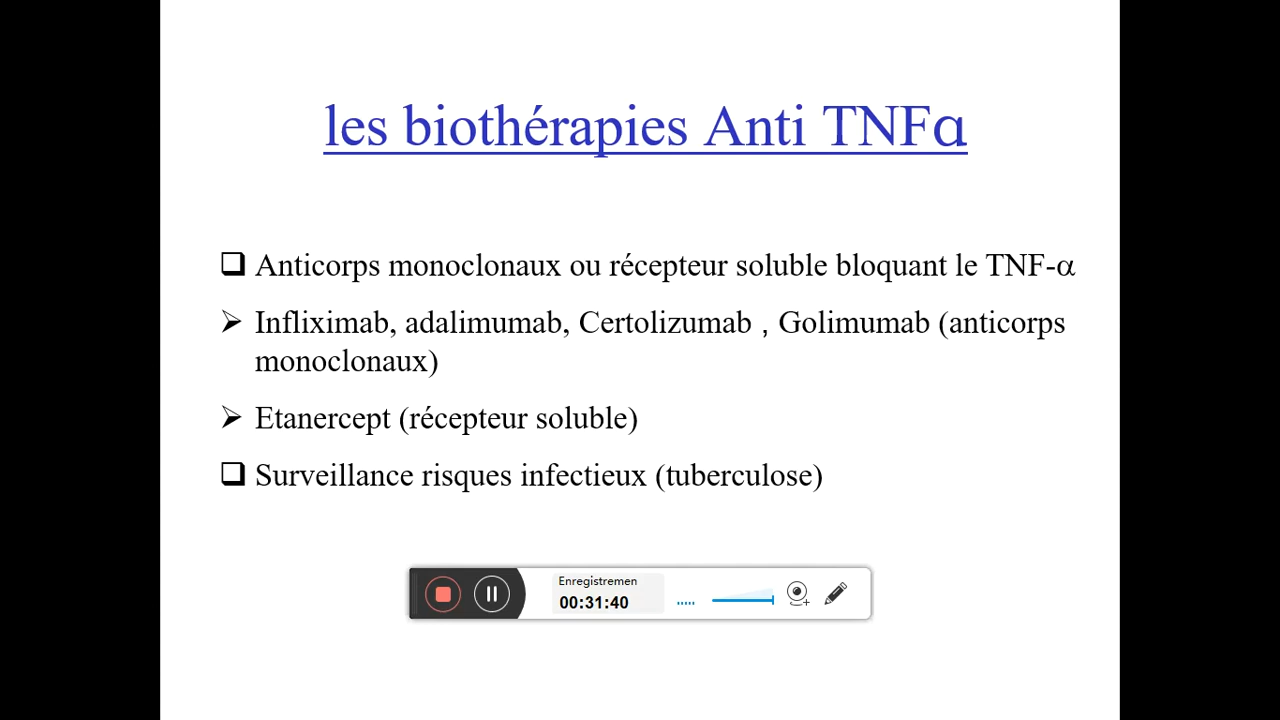 les biothérapies Anti TNFα
❑ Anticorps monoclonaux ou récepteur soluble bloquant le TNF-α
➢ Infliximab, adalimumab, Certolizumab , Golimumab (anticorps
monoclonaux)
➢ Etanercept (récepteur soluble)
❑ Surveillance risques infectieux (tuberculose)
Enregistremen
00:31:40